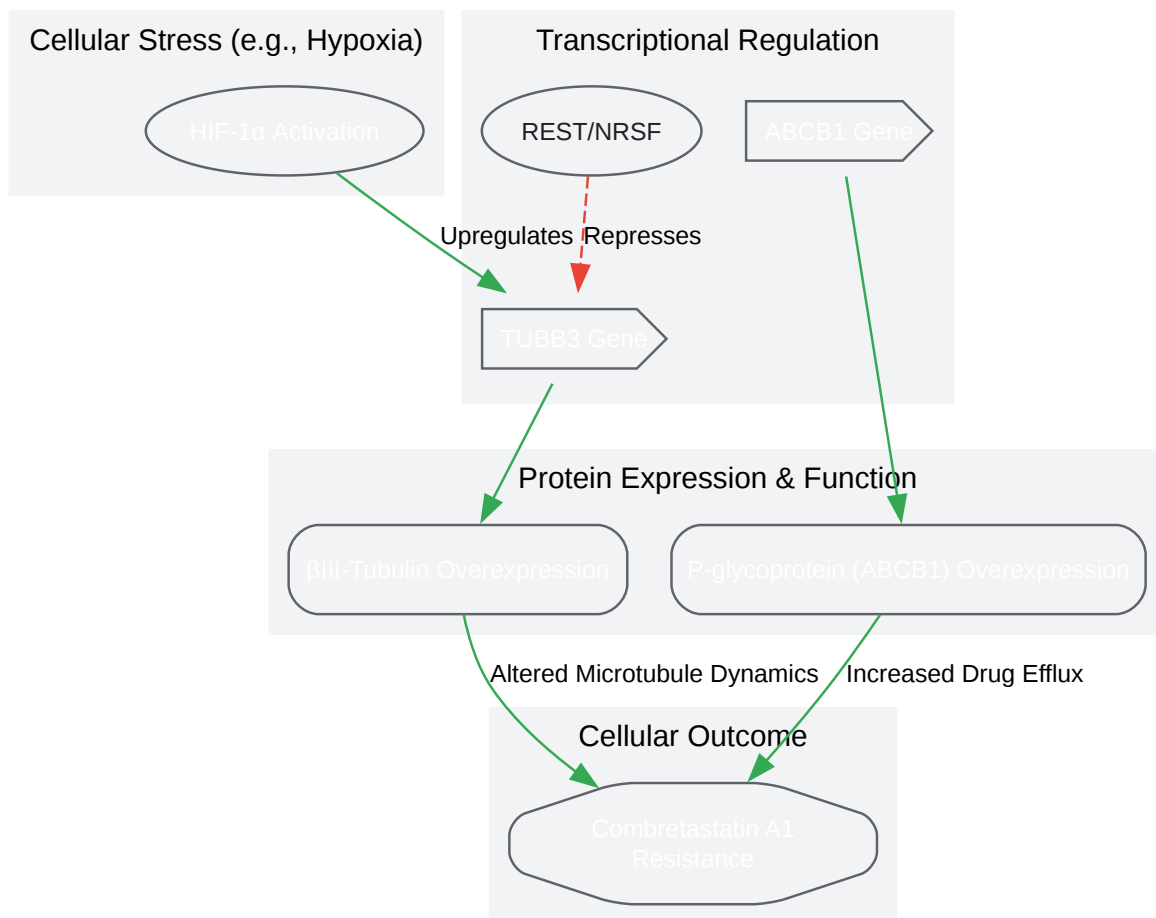 Cellular Stress (e.g., Hypoxia)
Transcriptional Regulation
HIF-1α Activation
REST/NRSF
ABCB1 Gene
Upregulates
Represses
TUBB3 Gene
Protein Expression & Function
βIII-Tubulin Overexpression
P-glycoprotein (ABCB1) Overexpression
Altered Microtubule Dynamics
Increased Drug Efflux
Cellular Outcome
Combretastatin A1
Resistance